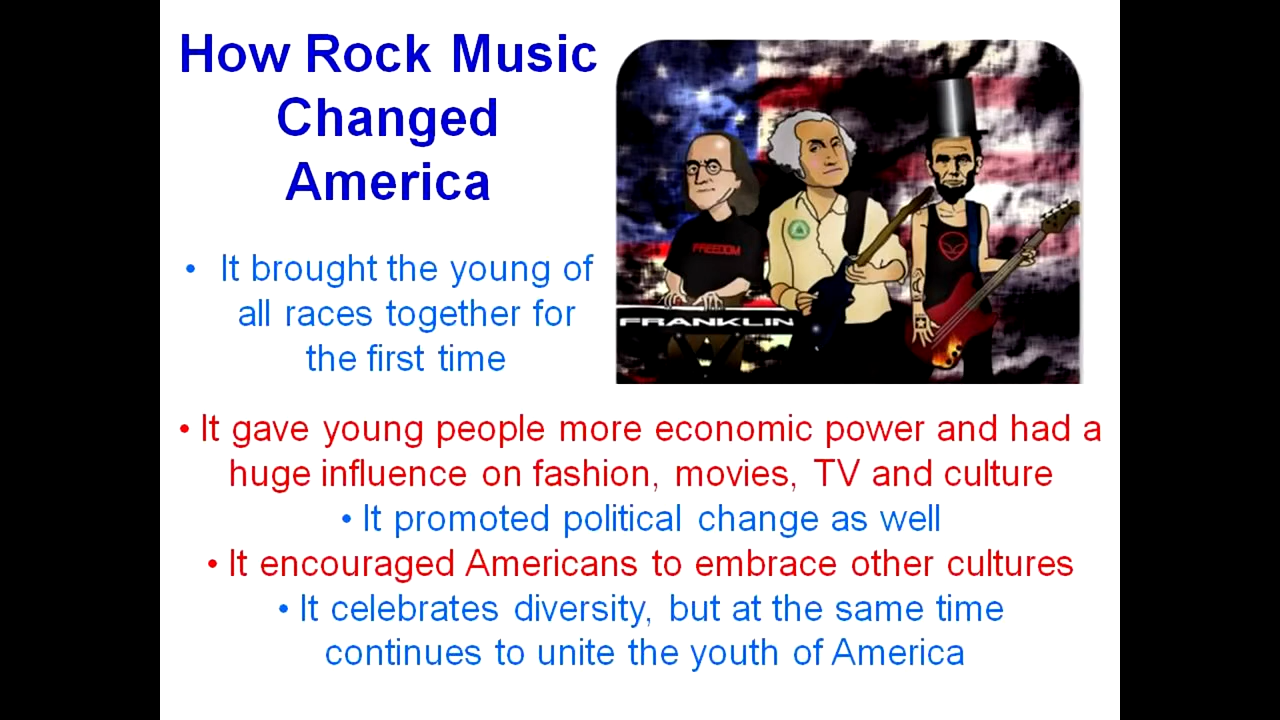 How Rock Music
Changed
America
• It brought the young of
all races together for
the first time
FREEDOM
FRANKLIN
• It gave young people more economic power and had a
huge influence on fashion, movies, TV and culture
• It promoted political change as well
• It encouraged Americans to embrace other cultures
• It celebrates diversity, but at the same time
continues to unite the youth of America